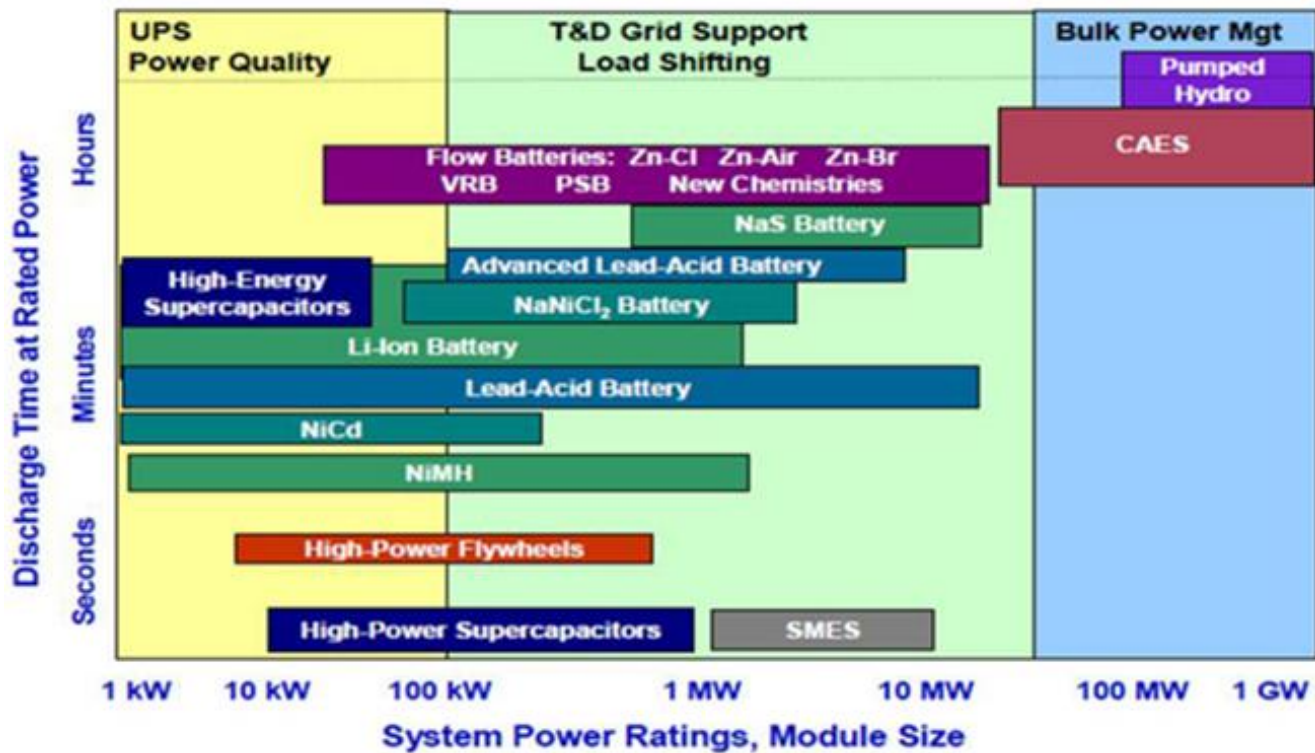 UPS
Power Quality
T&D Grid Support
Load Shifting
Bulk Power Mgt
Pumped
Hydro
CAES
Flow Batteries: Zn-Cl Zn-Air Zn-Br
VRB PSB New Chemistries
NaS Battery
Advanced Lead-Acid Battery
High-Energy
Supercapacitors
NaNiCl₂ Battery
Li-Ion Battery
Lead-Acid Battery
NiCd
NiMH
High-Power Flywheels
High-Power Supercapacitors
SMES
Discharge Time at Rated Power
Hours
Minutes
Seconds
1 kW 10 kW 100 kW 1 MW 10 MW 100 MW 1 GW
System Power Ratings, Module Size